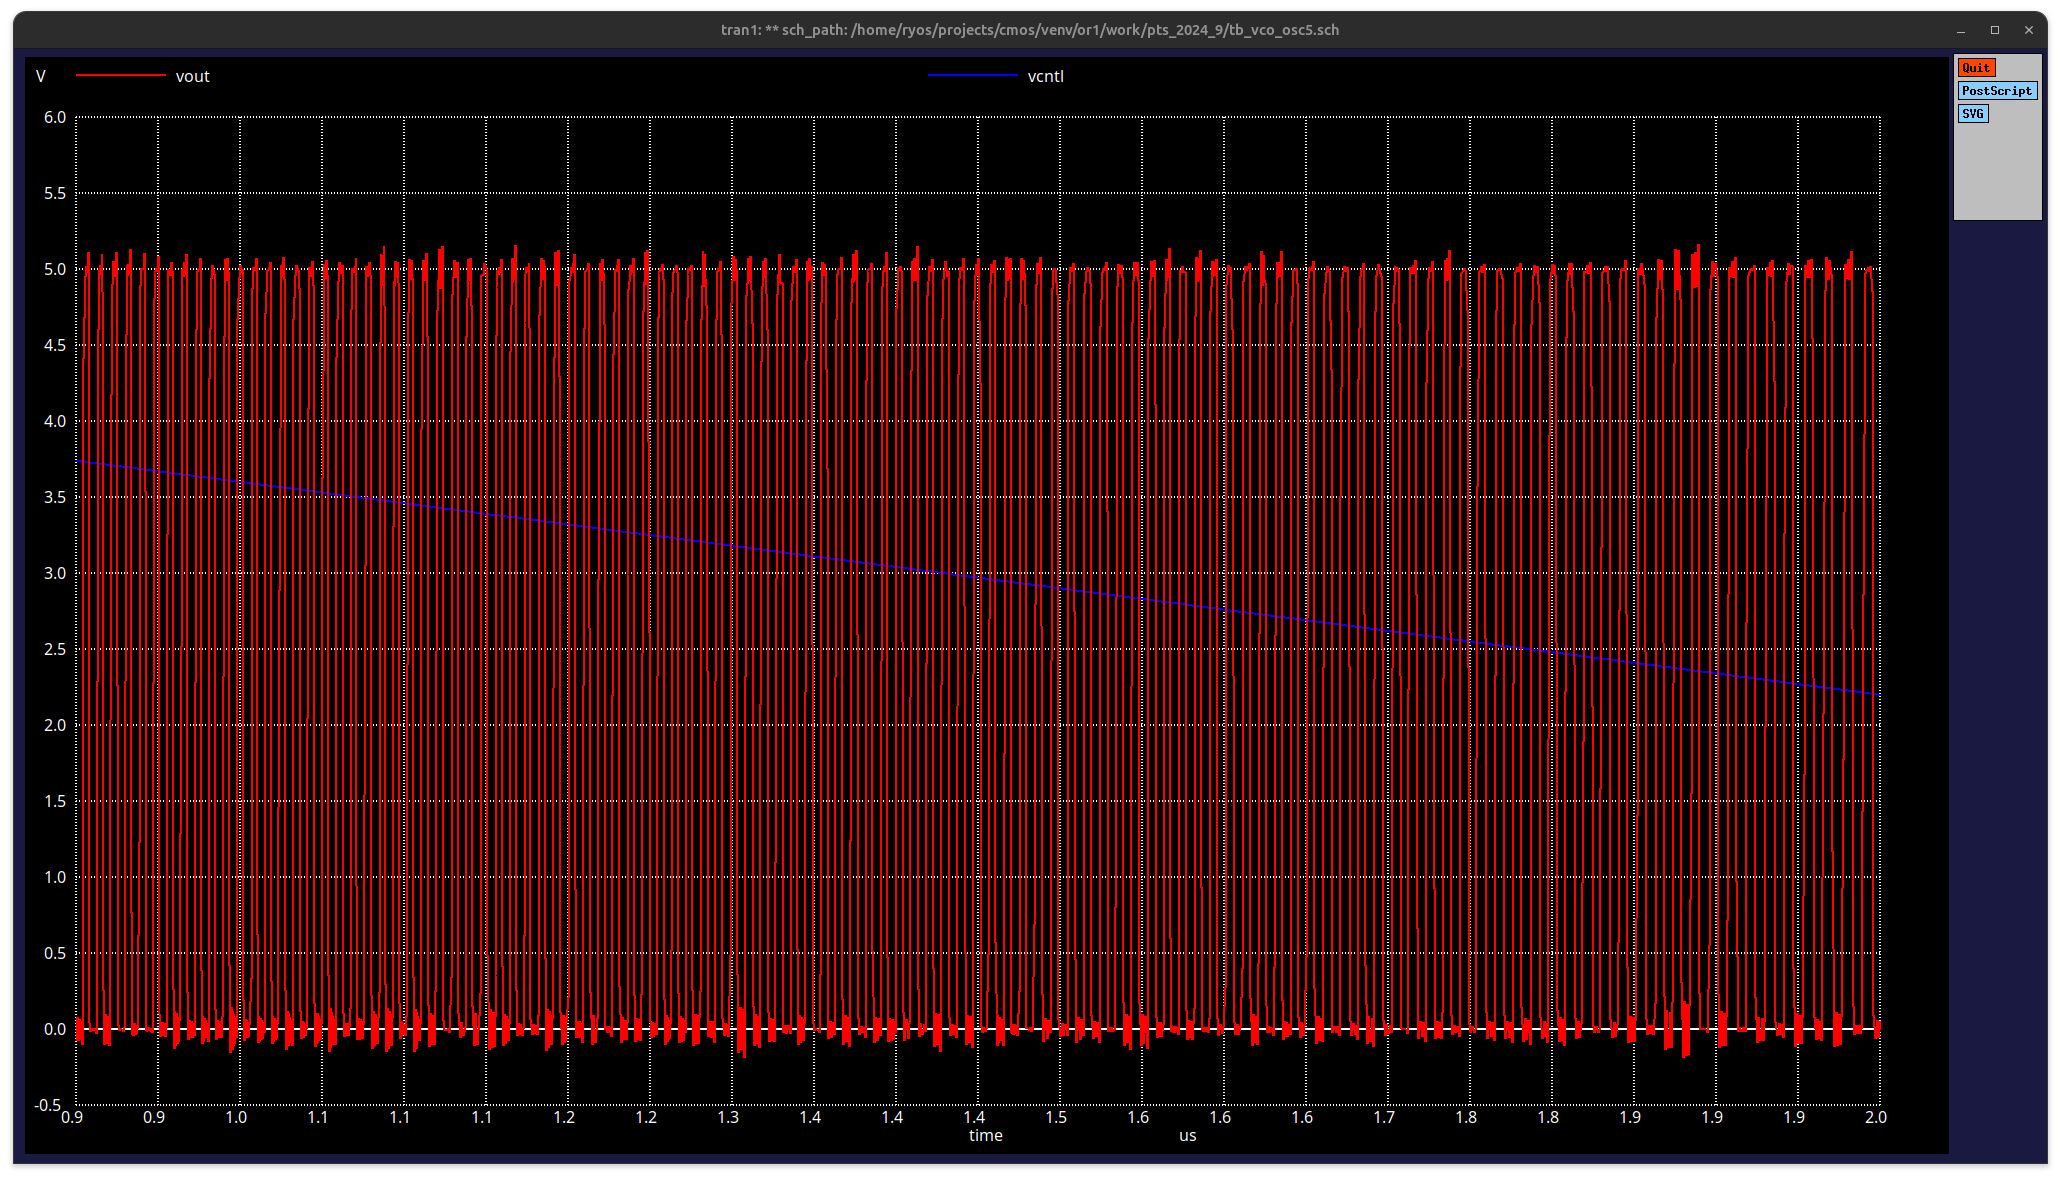 tran1: ** sch_path: /home/ryos/projects/cmos/venv/or1/work/pts_2024_9/tb_vco_osc5.sch
Quit
PostScript
SVG
V vout vcntl
6.0
5.5
5.0
4.5
4.0
3.5
3.0
2.5
2.0
1.5
1.0
0.5
0.0
-0.5
0.9 0.9 1.0 1.1 1.1 1.1 1.2 1.2 1.3 1.4 1.4 1.4 1.5 1.6 1.6 1.6 1.7 1.8 1.8 1.9 1.9 1.9 2.0
time us